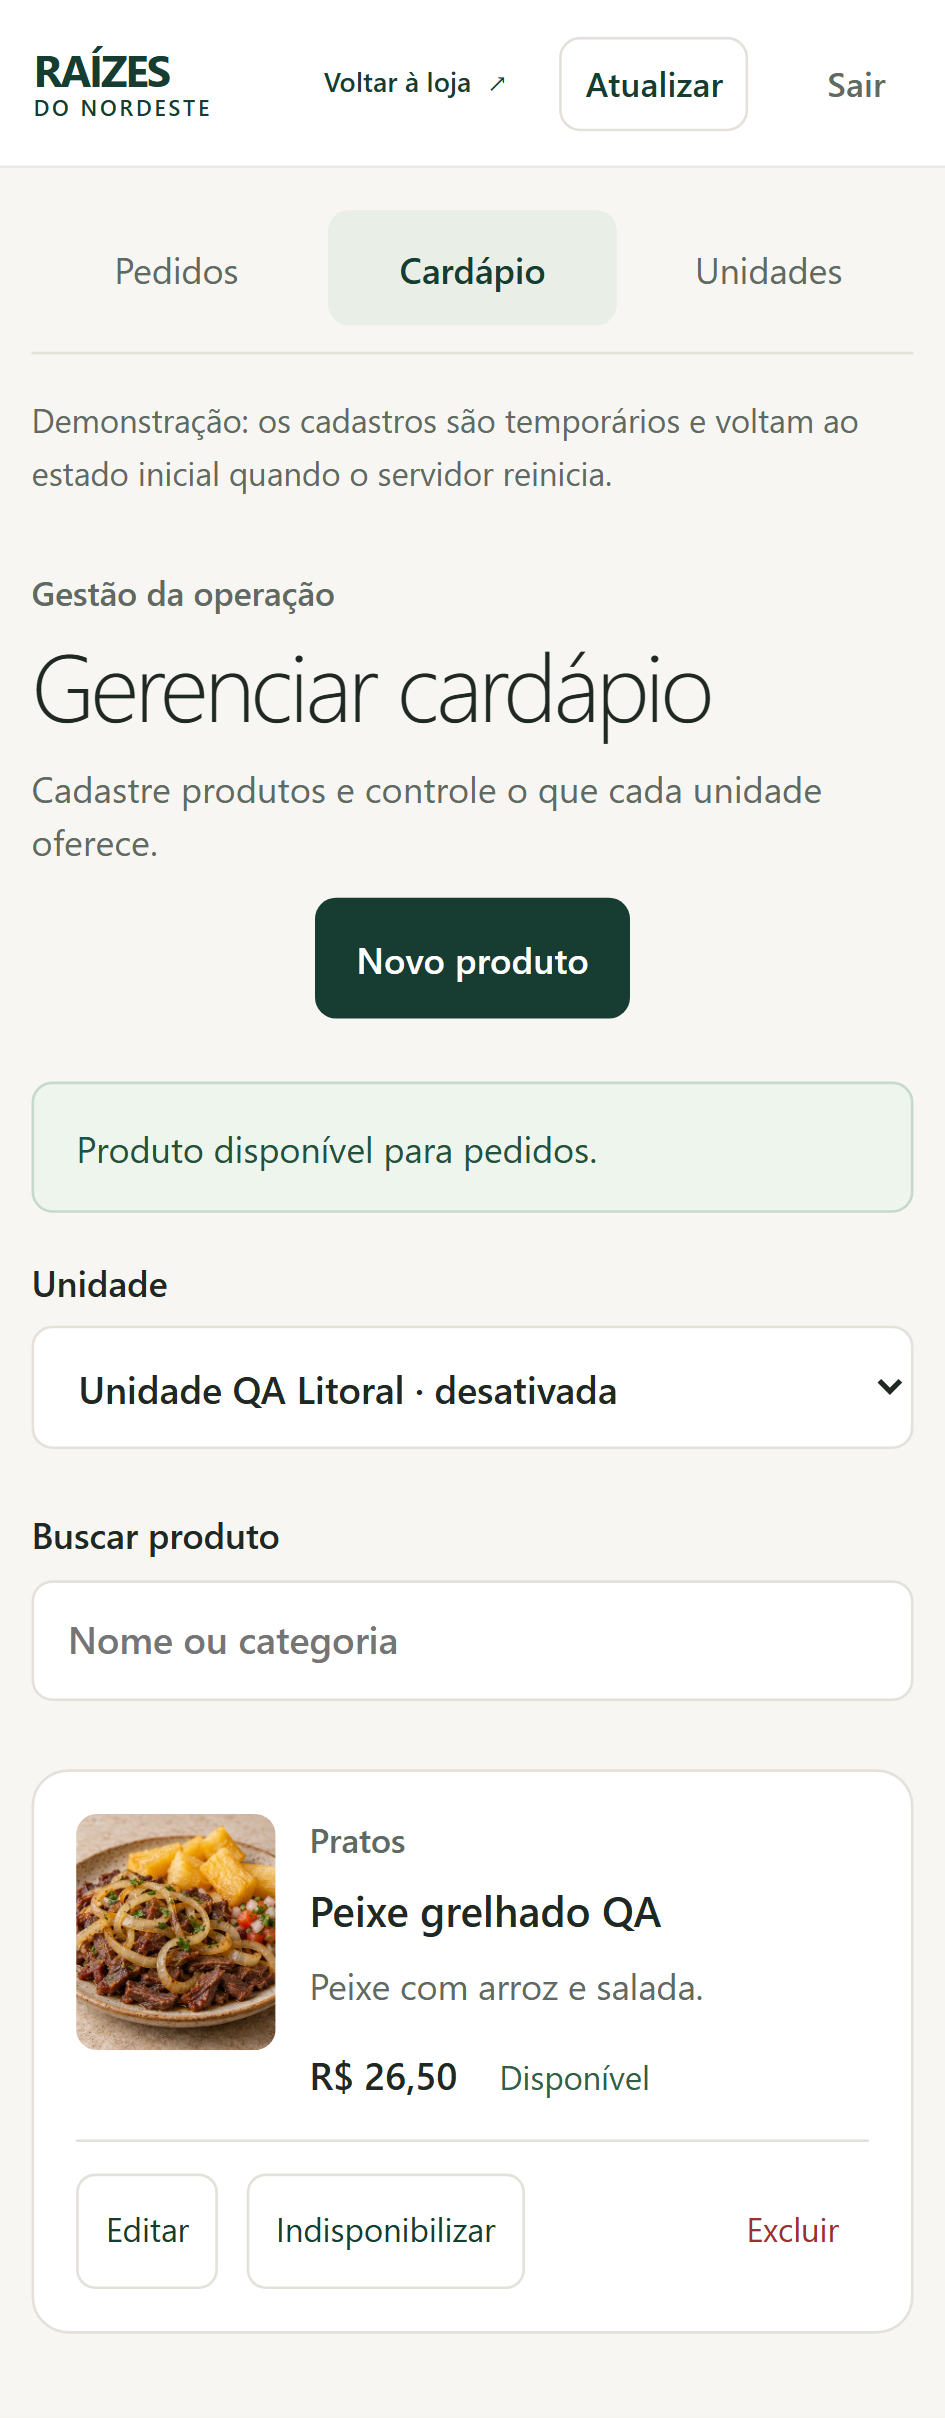 RAÍZES
DO NORDESTE
Voltar à loja ↗
Atualizar
Sair
Pedidos
Cardápio
Unidades
Demonstração: os cadastros são temporários e voltam ao
estado inicial quando o servidor reinicia.
Gestão da operação
Gerenciar cardápio
Cadastre produtos e controle o que cada unidade
oferece.
Novo produto
Produto disponível para pedidos.
Unidade
Unidade QA Litoral · desativada
Buscar produto
Nome ou categoria
Pratos
Peixe grelhado QA
Peixe com arroz e salada.
R$ 26,50
Disponível
Editar
Indisponibilizar
Excluir